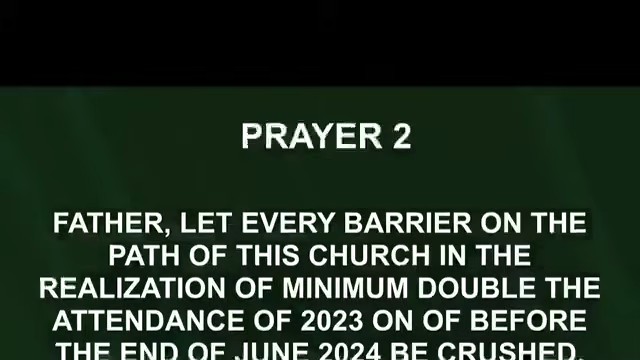 PRAYER 2
FATHER, LET EVERY BARRIER ON THE
PATH OF THIS CHURCH IN THE
REALIZATION OF MINIMUM DOUBLE THE
ATTENDANCE OF 2023 ON OF BEFORE
THE END OF JUNE 2024 BE CRUSHED.